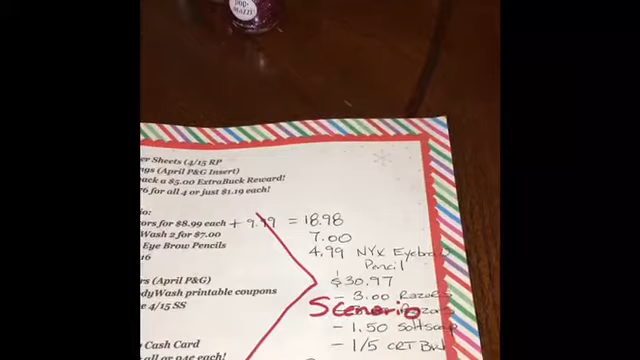 POP-
er Sheets (4/15 RP
ngs (April P&G Insert)
ack a $5.00 ExtraBuck Reward!
6 for all 4 or just $1.19 each!
io:
ors for $8.99 each + 9.99 = 18.98
Wash 2 for $7.00 7.00
Eye Brow Pencils 4.99 NYX Eyebrow
16 Pencil
$30.97
rs (April P&G) - 3.00 Razors
dyWash printable coupons Scenario
e 4/15 SS - 1.50 Softsoap
Cash Card - 1/5 CRT
all or 94¢ each!